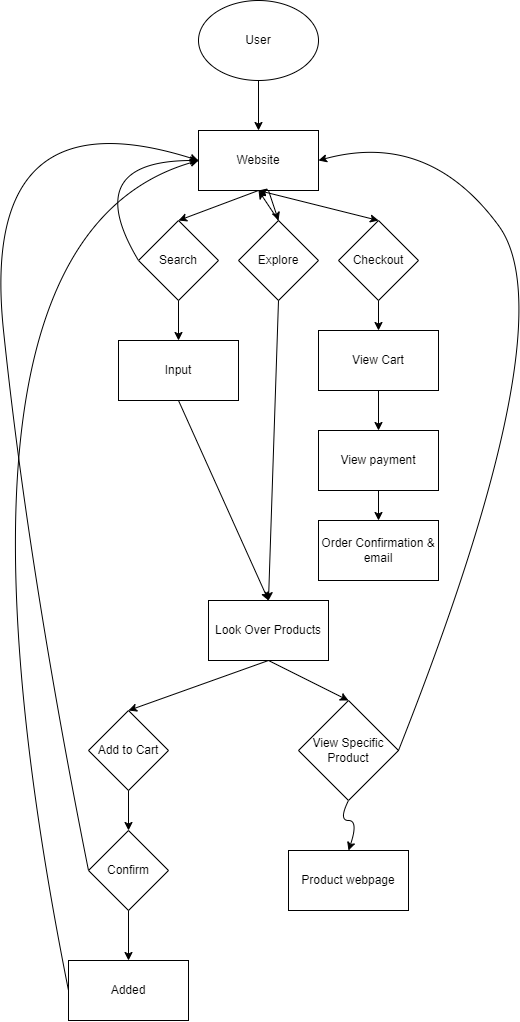 User
Website
Search
Explore
Checkout
Input
View Cart
View payment
Order Confirmation &
email
Look Over Products
Add to Cart
View Specific
Product
Confirm
Product webpage
Added